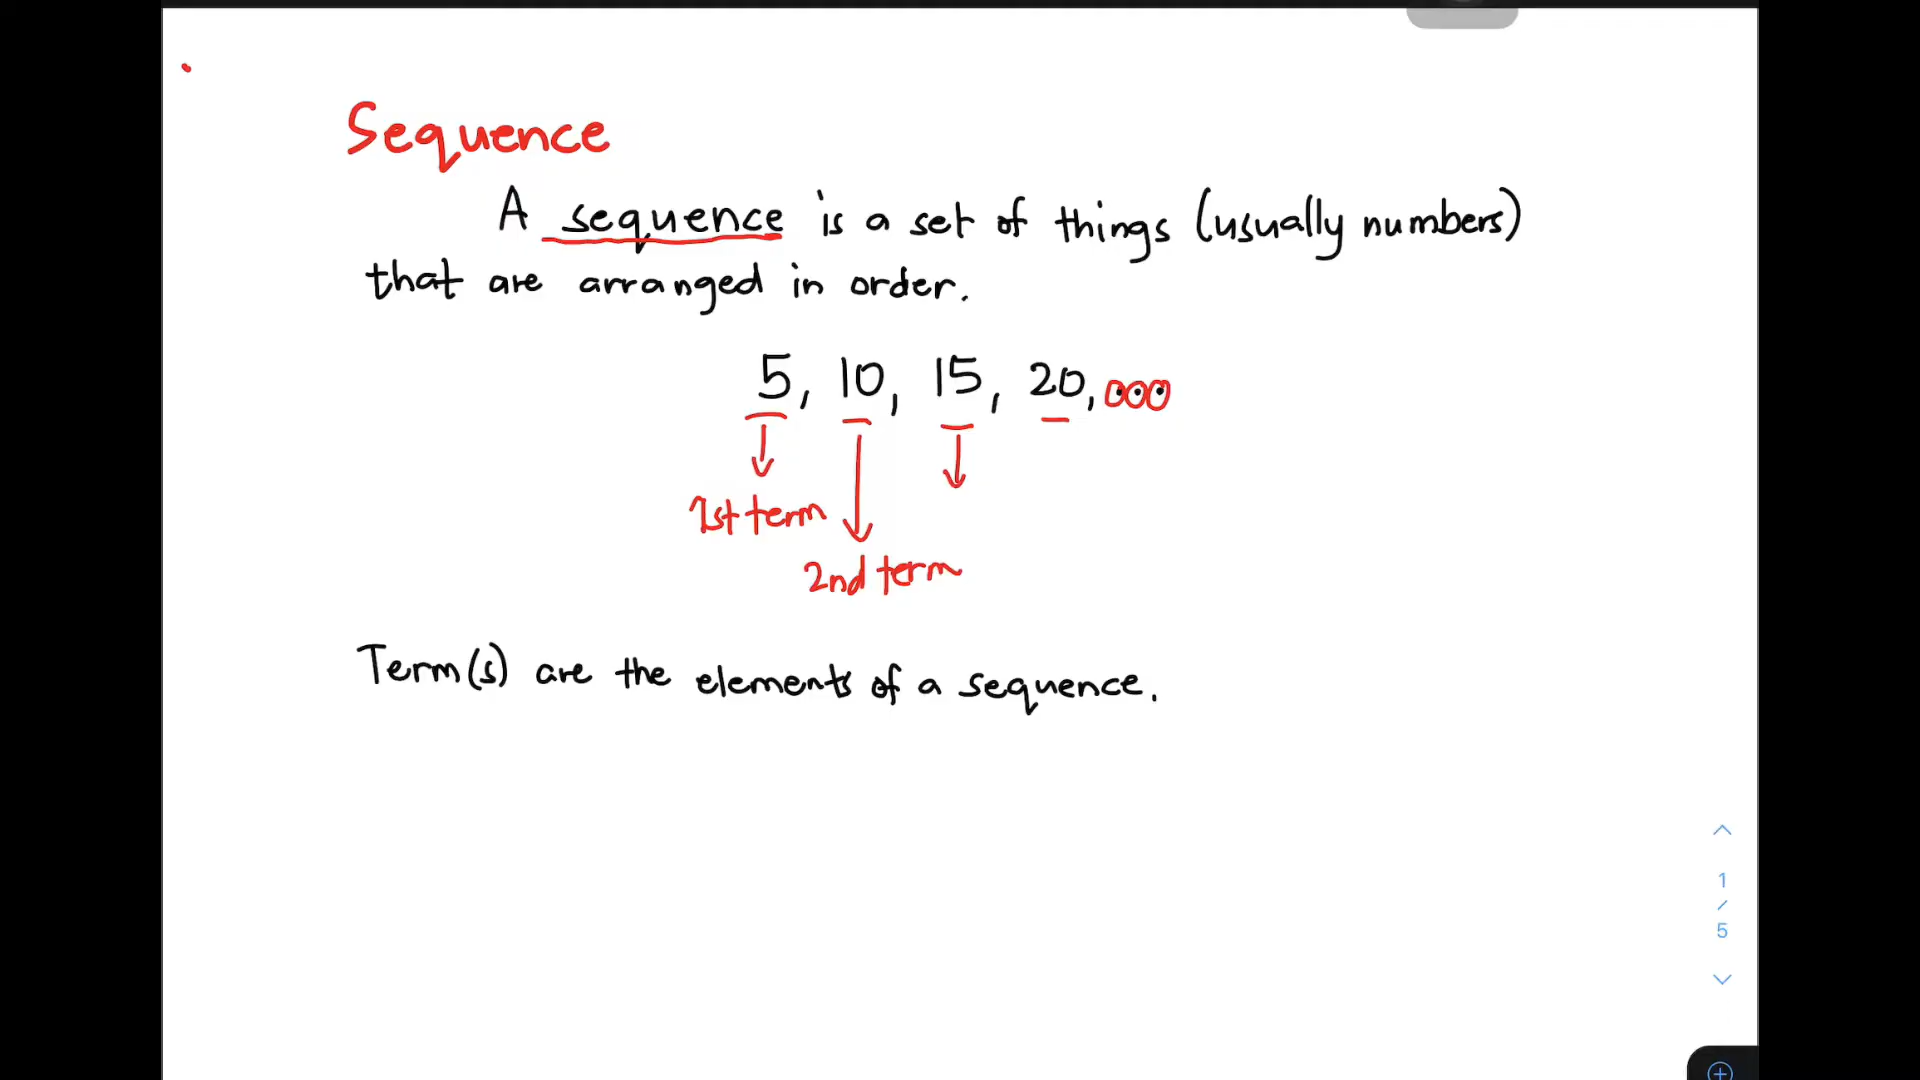 Sequence
A sequence is a set of things (usually numbers)
that are arranged in order.
5, 10, 15, 20, ...
1st term
2nd term
Term(s) are the elements of a sequence.
1
/
5